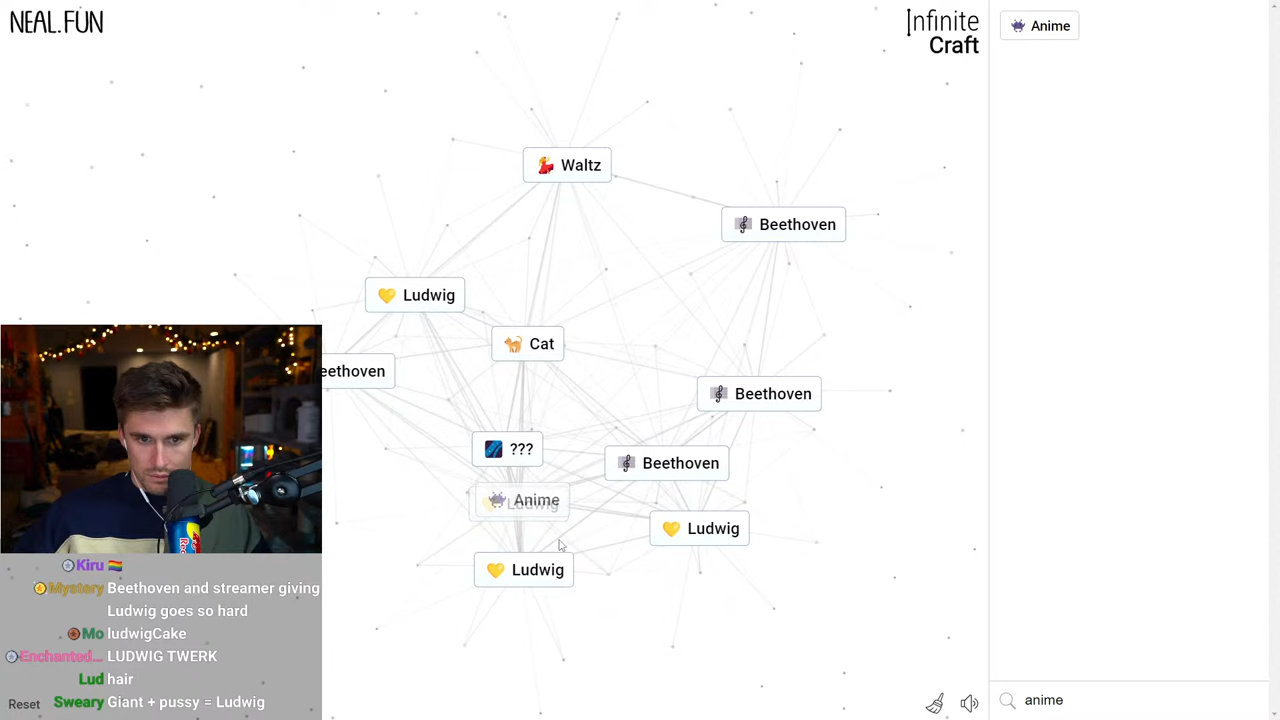 NEAL.FUN
Infinite
Craft
Anime
Waltz
Beethoven
Ludwig
Cat
eethoven
Beethoven
???
Beethoven
Anime
Ludwig
Ludwig
Ludwig
Kiru
Mystery Beethoven and streamer giving
Ludwig goes so hard
Mo ludwigCake
Enchanted... LUDWIG TWERK
Lud hair
Sweary Giant + pussy = Ludwig
Reset
anime